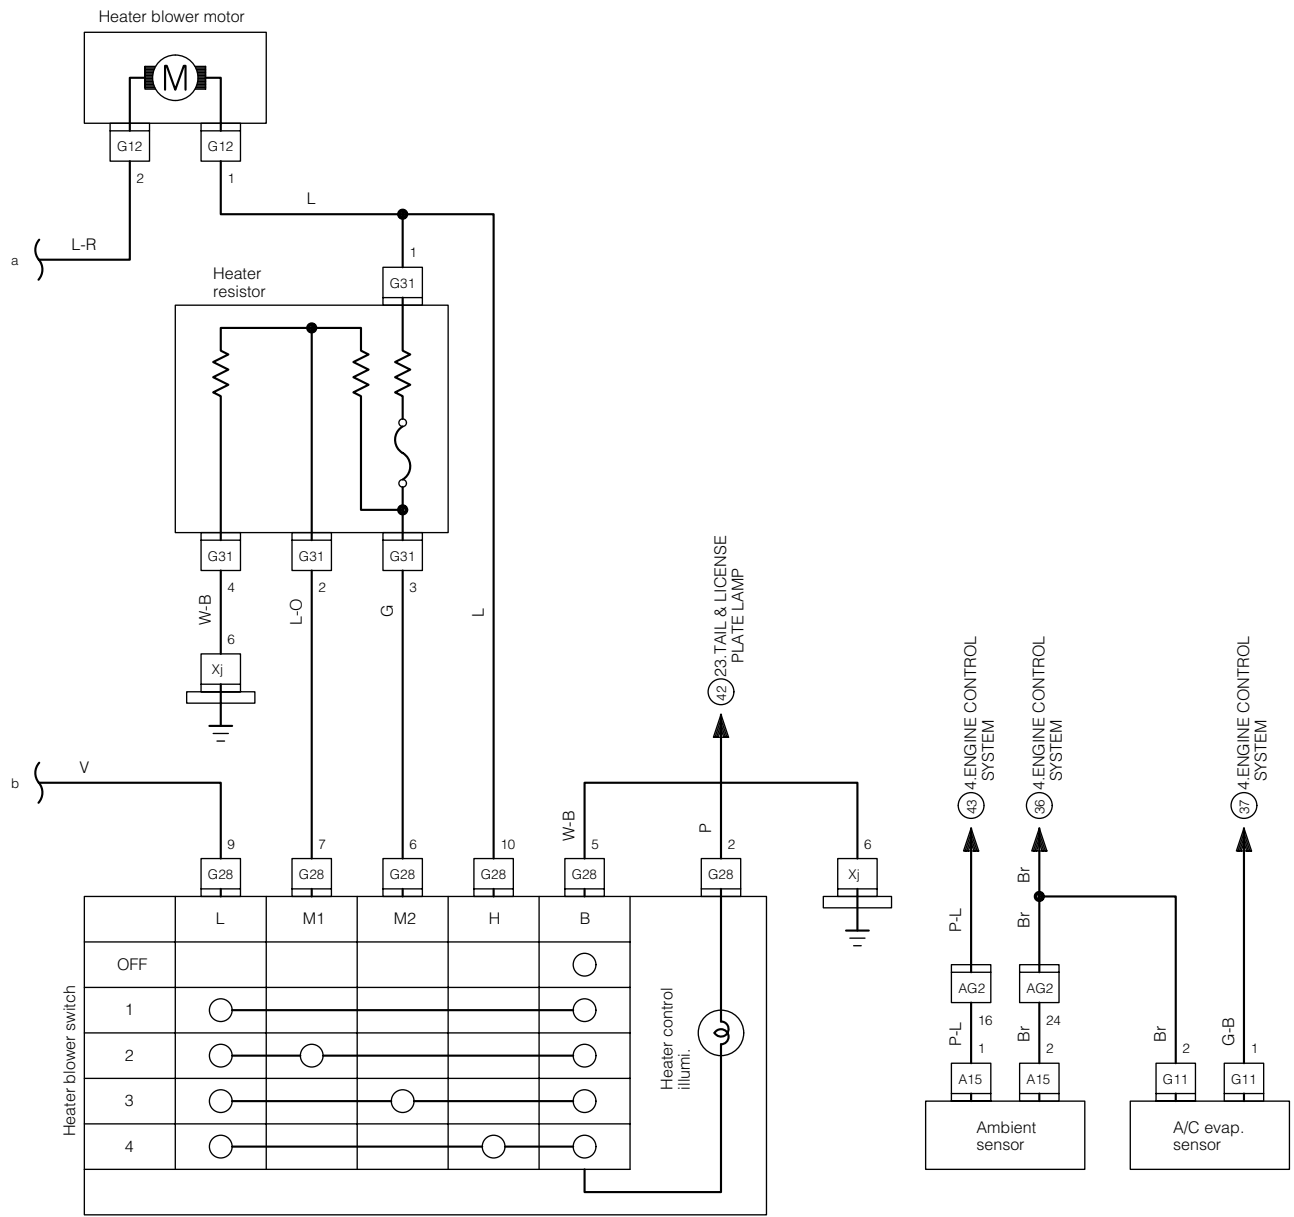 Heater blower motor
M
G12
G12
2
1
L
L-R
a
1
Heater
resistor
G31
G31
G31
G31
4
2
3
W-B
L-O
G
L
6
Xj
42
23.TAIL & LICENSE
PLATE LAMP
43
4.ENGINE CONTROL
SYSTEM
36
4.ENGINE CONTROL
SYSTEM
37
4.ENGINE CONTROL
SYSTEM
b
V
W-B
P
9
7
6
10
5
2
6
G28
G28
G28
G28
G28
G28
Xj
Br
P-L
Br
L
M1
M2
H
B
OFF
1
2
3
4
Heater blower switch
Heater control
illumi.
AG2
AG2
16
24
P-L
Br
Br
G-B
1
2
2
1
A15
A15
G11
G11
Ambient
sensor
A/C evap.
sensor